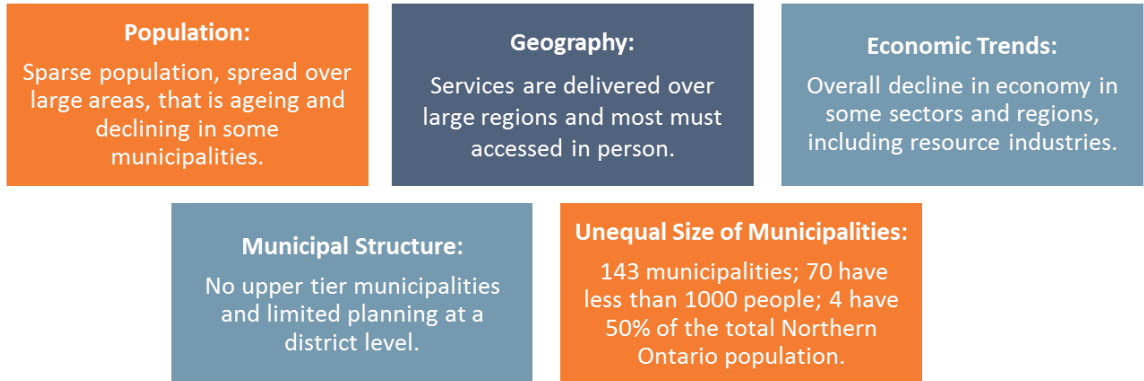 Population:
Sparse population, spread over
large areas, that is ageing and
declining in some
municipalities.
Geography:
Services are delivered over
large regions and most must
accessed in person.
Economic Trends:
Overall decline in economy in
some sectors and regions,
including resource industries.
Municipal Structure:
No upper tier municipalities
and limited planning at a
district level.
Unequal Size of Municipalities:
143 municipalities; 70 have
less than 1000 people; 4 have
50% of the total Northern
Ontario population.